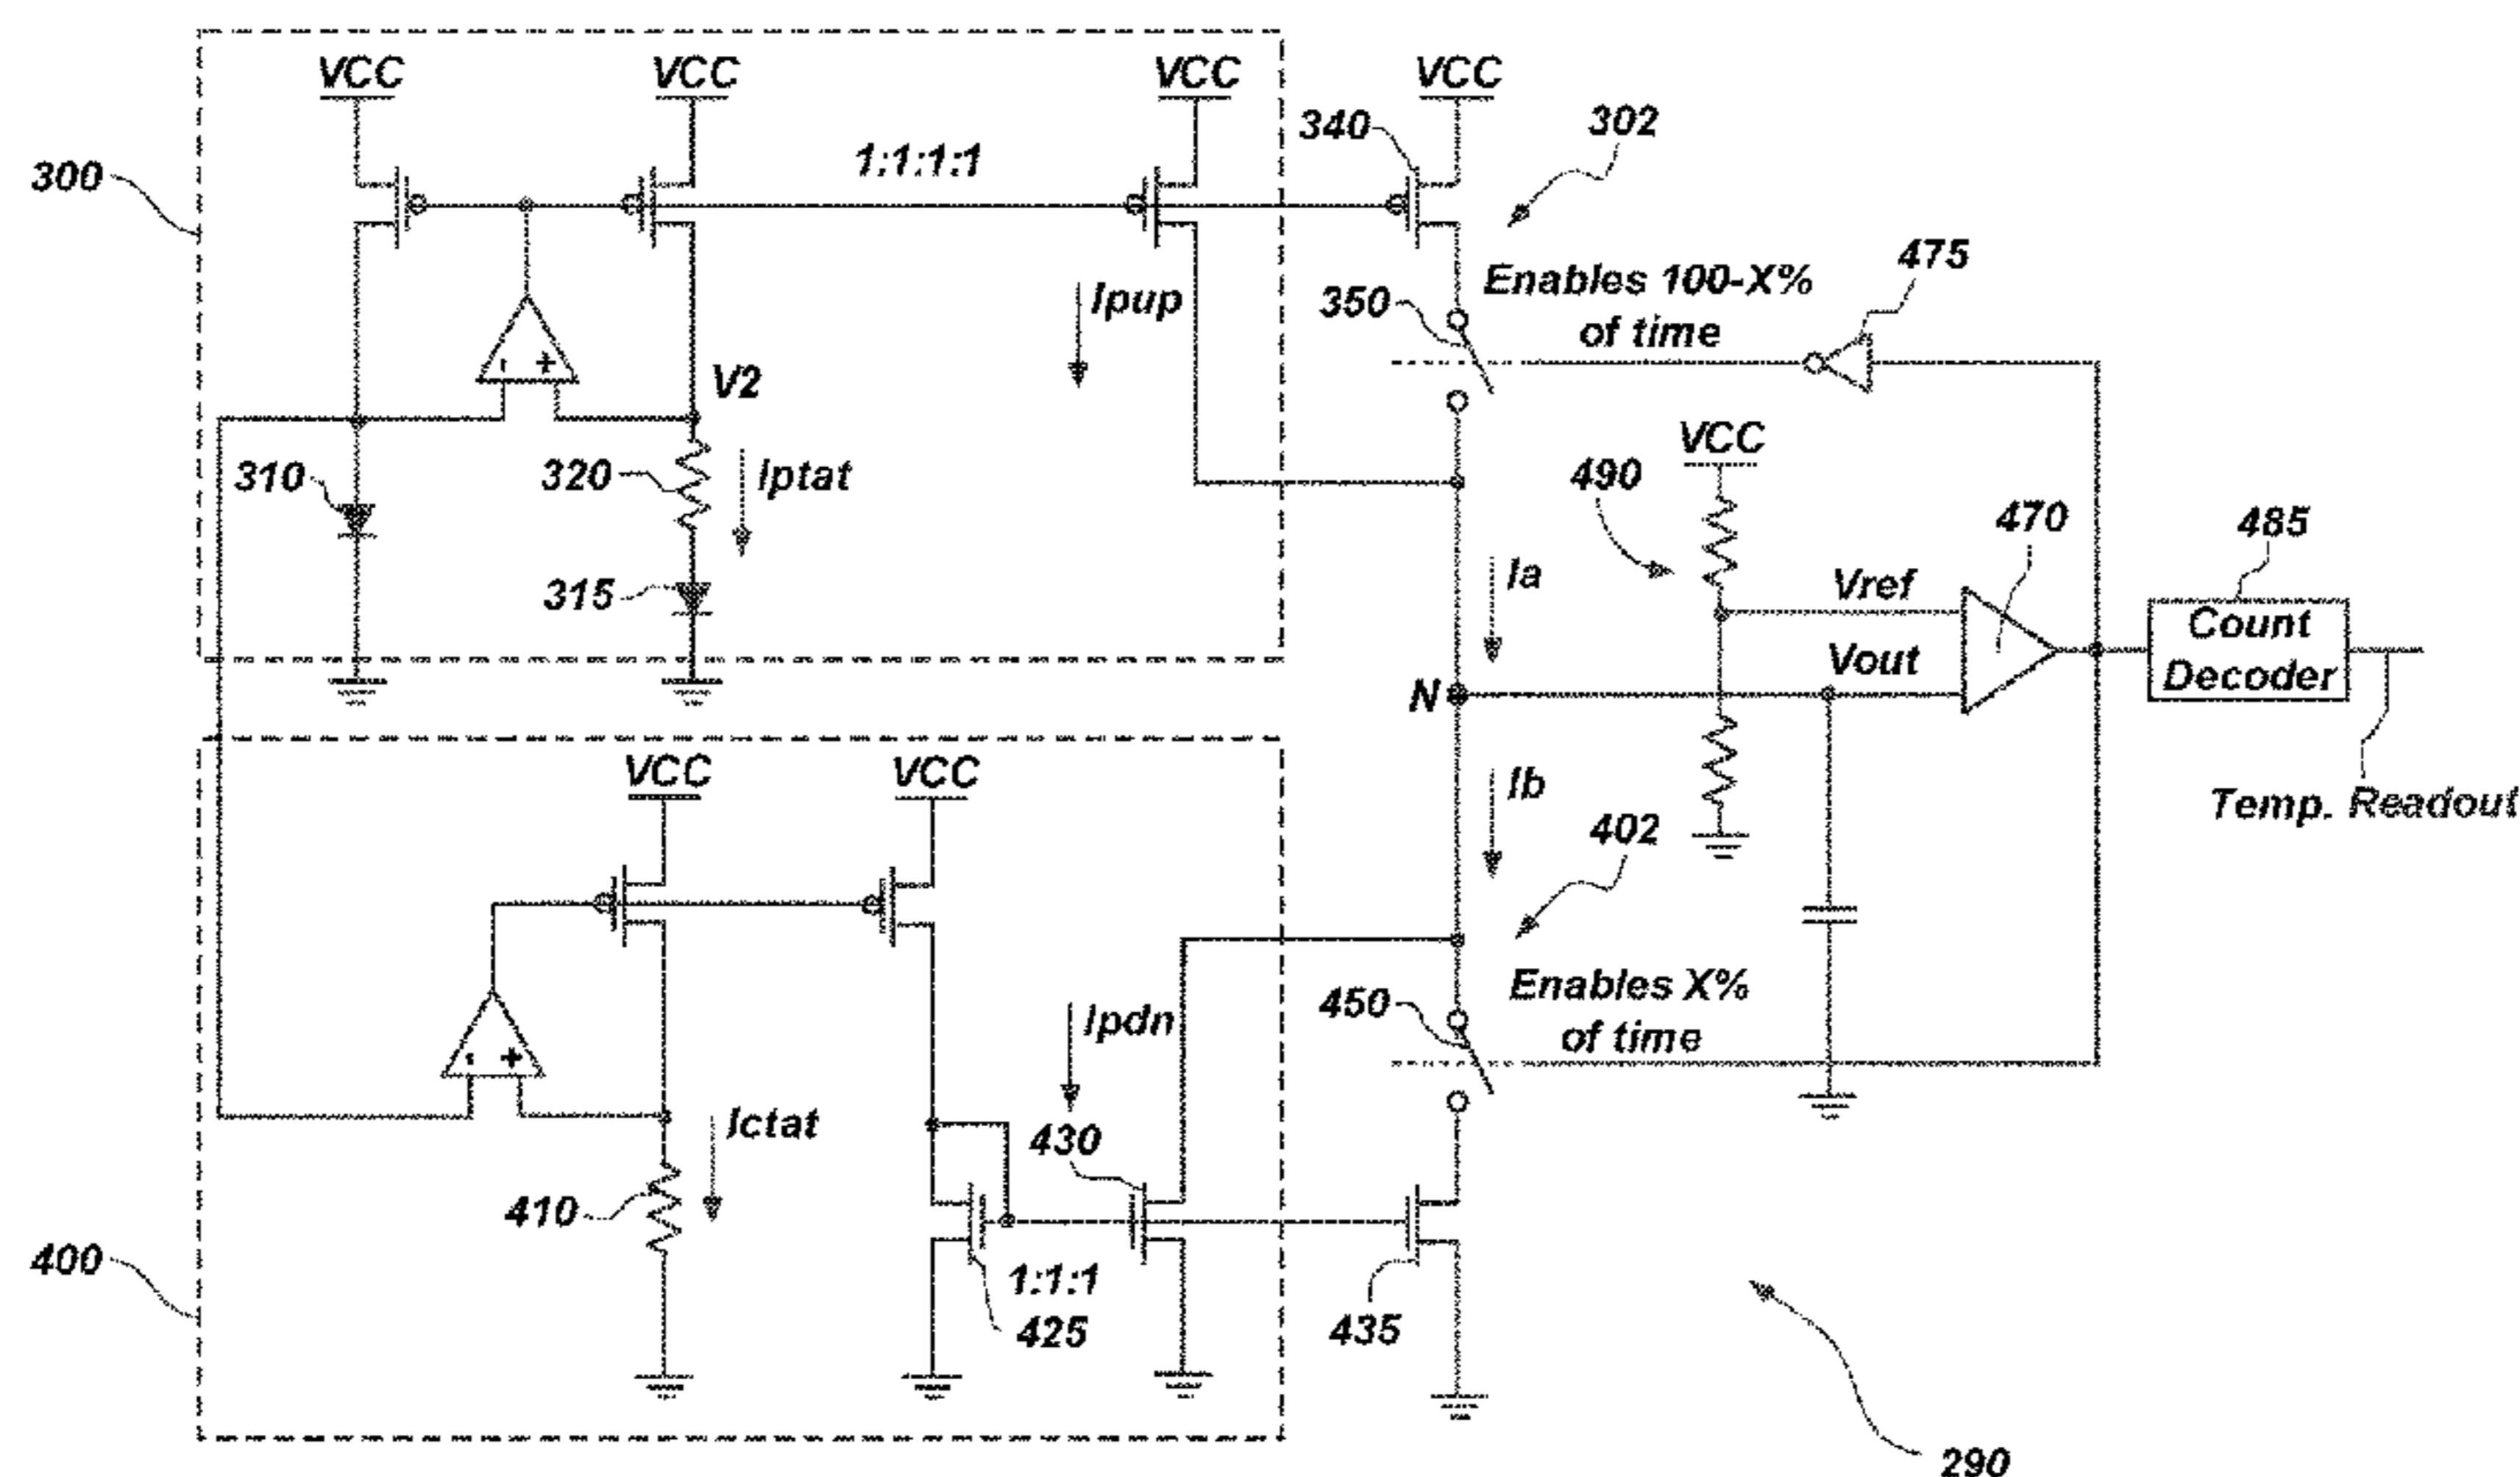 VCC
VCC
VCC
VCC
340
302
300
1:1:1:1
475
Enables 100-X%
of time
350
Ipup
- +
V2
VCC
310
320
Iptat
490
470
485
315
Ia
Vref
Count
Decoder
Vout
N
VCC
VCC
Ib
402
Temp. Readout
Enables X%
of time
450
Ipdn
- +
Ictat
430
410
400
1:1:1
425
435
290